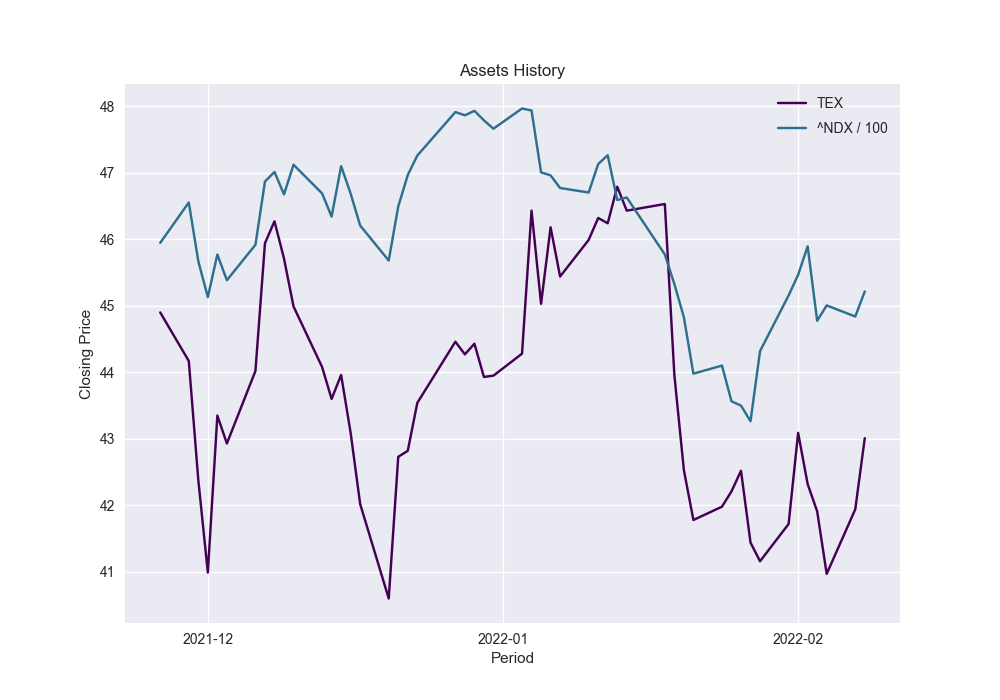 Assets History
TEX
^NDX / 100
48
47
46
45
44
43
42
41
Closing Price
2021-12
2022-01
2022-02
Period